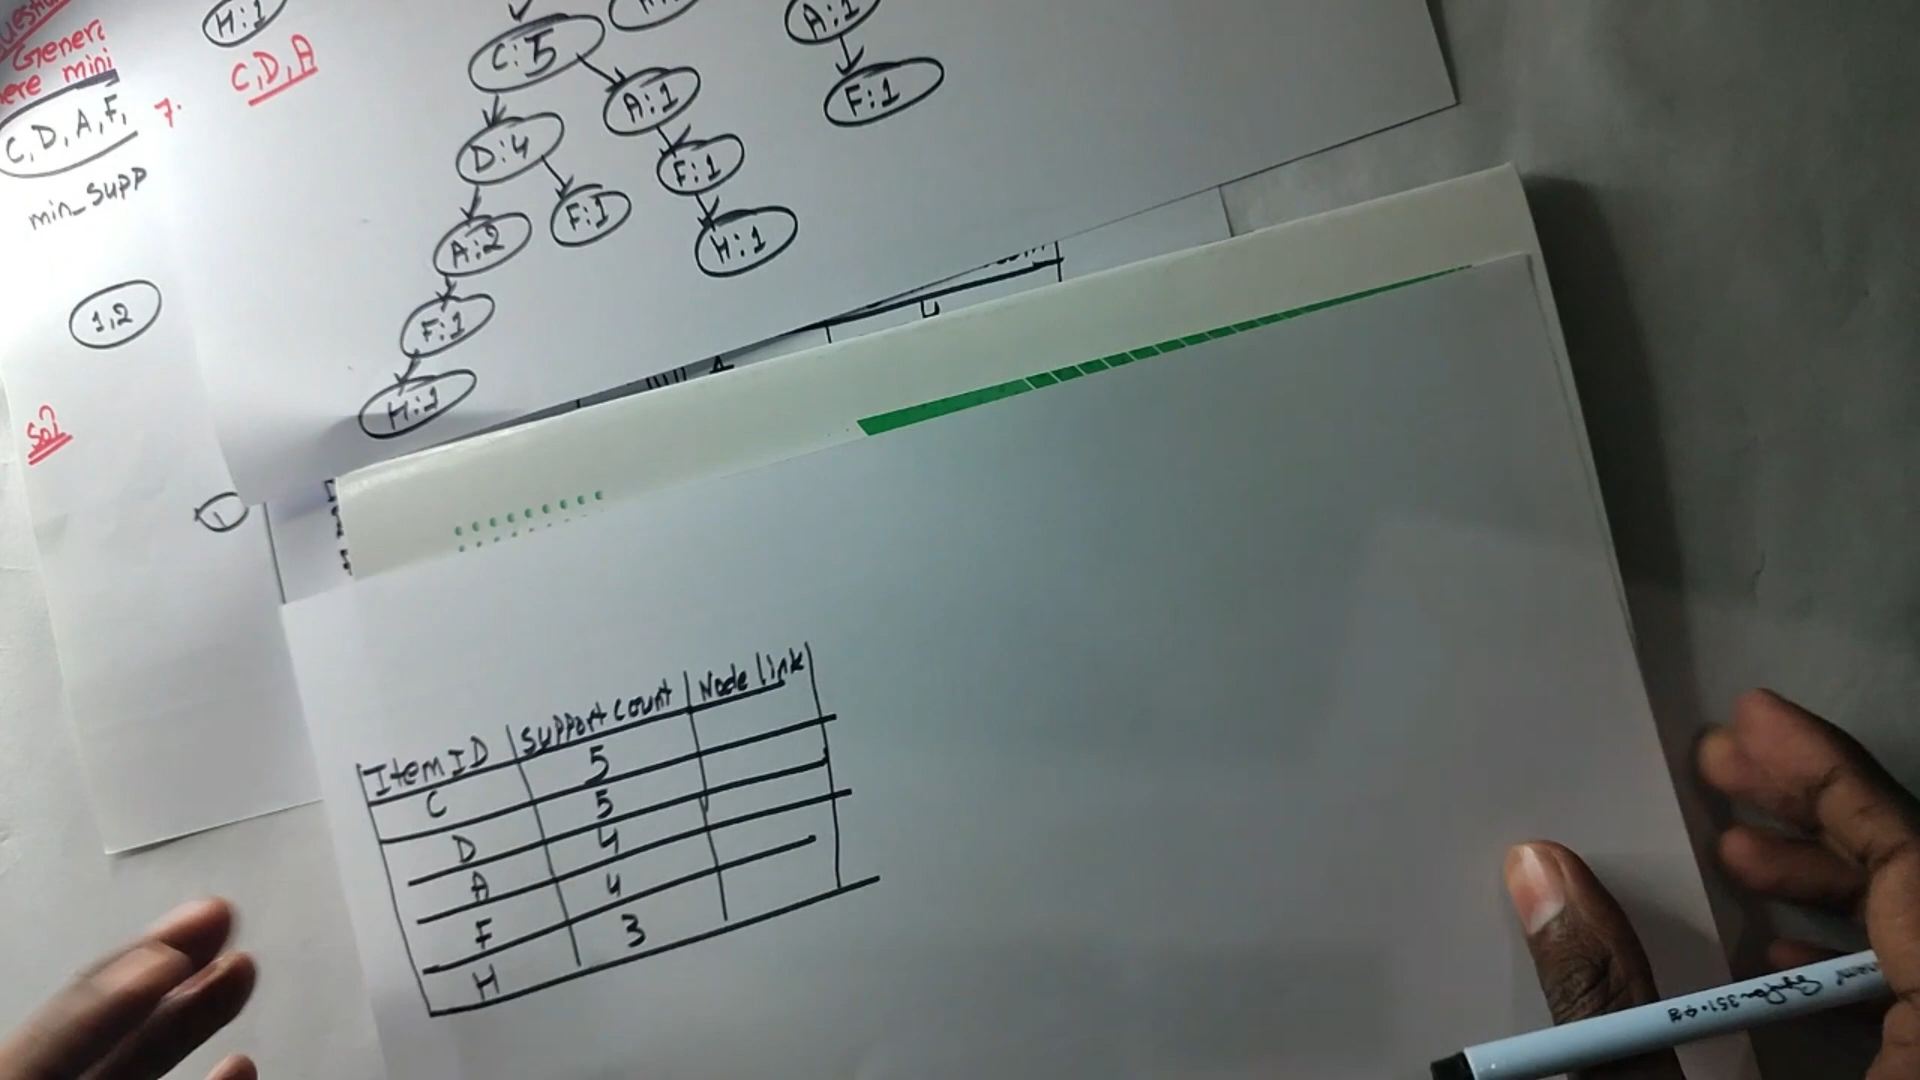 Generi
ere mini
C, D, A, F,
min_supp
1,2
Sol
H:1
7.
C, D, A
C:5
D:4
A:2
F:1
H:1
F:1
A:1
F:1
H:1
A:1
F:1
Item ID | Support Count | Node link
C 5
D 5
A 4
F 4
H 3